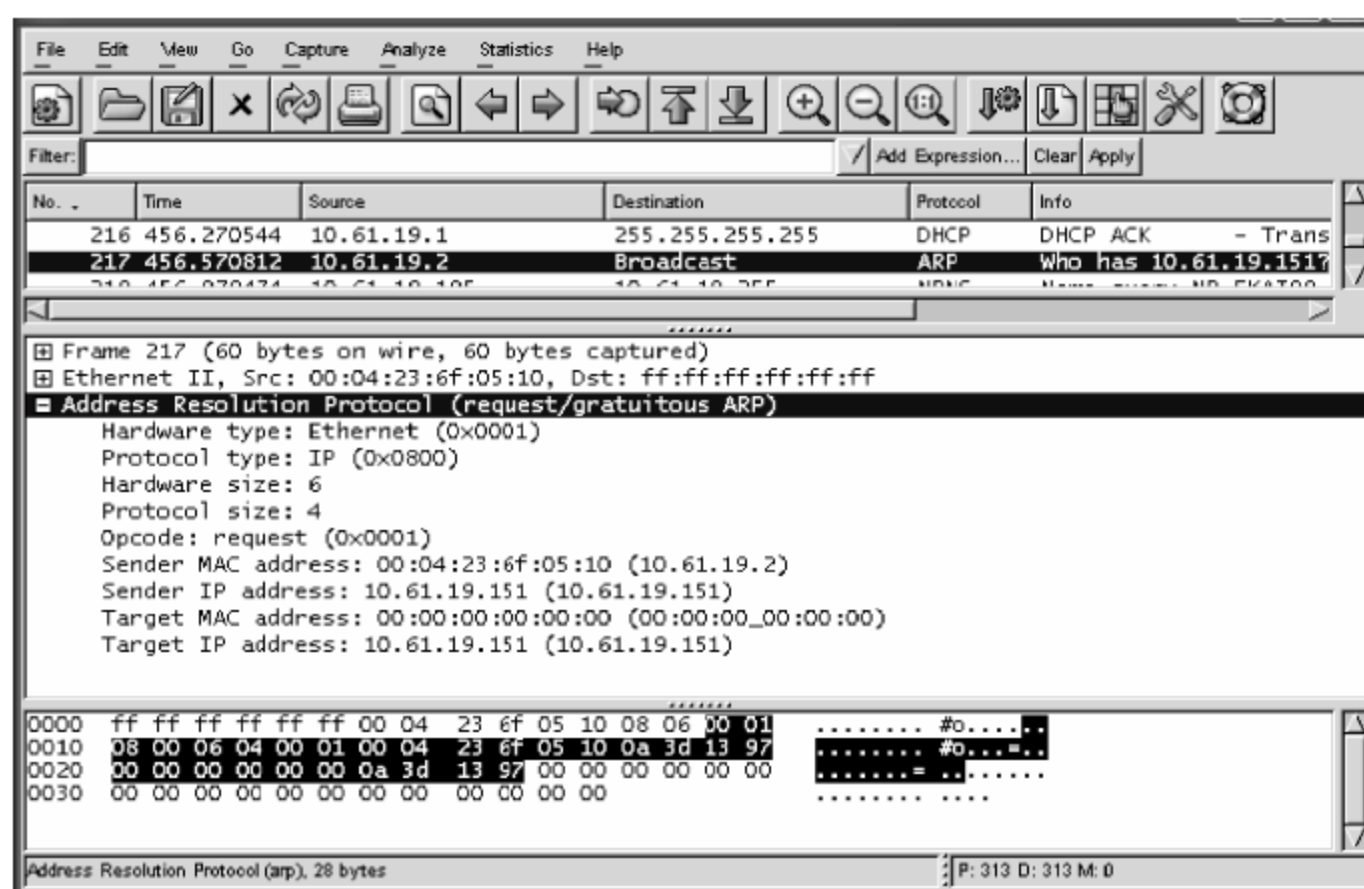 File Edit View Go Capture Analyze Statistics Help
Filter: Add Expression... Clear Apply
No. . Time Source Destination Protocol Info
216 456.270544 10.61.19.1 255.255.255.255 DHCP DHCP ACK - Trans
217 456.570812 10.61.19.2 Broadcast ARP Who has 10.61.19.151?
Frame 217 (60 bytes on wire, 60 bytes captured)
Ethernet II, Src: 00:04:23:6f:05:10, Dst: ff:ff:ff:ff:ff:ff
Address Resolution Protocol (request/gratuitous ARP)
Hardware type: Ethernet (0x0001)
Protocol type: IP (0x0800)
Hardware size: 6
Protocol size: 4
Opcode: request (0x0001)
Sender MAC address: 00:04:23:6f:05:10 (10.61.19.2)
Sender IP address: 10.61.19.151 (10.61.19.151)
Target MAC address: 00:00:00:00:00:00 (00:00:00_00:00:00)
Target IP address: 10.61.19.151 (10.61.19.151)
0000 ff ff ff ff ff ff 00 04 23 6f 05 10 08 06 00 01 ........ #o......
0010 08 00 06 04 00 01 00 04 23 6f 05 10 0a 3d 13 97 ........ #o...=..
0020 00 00 00 00 00 00 0a 3d 13 97 00 00 00 00 00 00 .......= ........
0030 00 00 00 00 00 00 00 00 00 00 00 00 ........ ....
Address Resolution Protocol (arp), 28 bytes P: 313 D: 313 M: 0